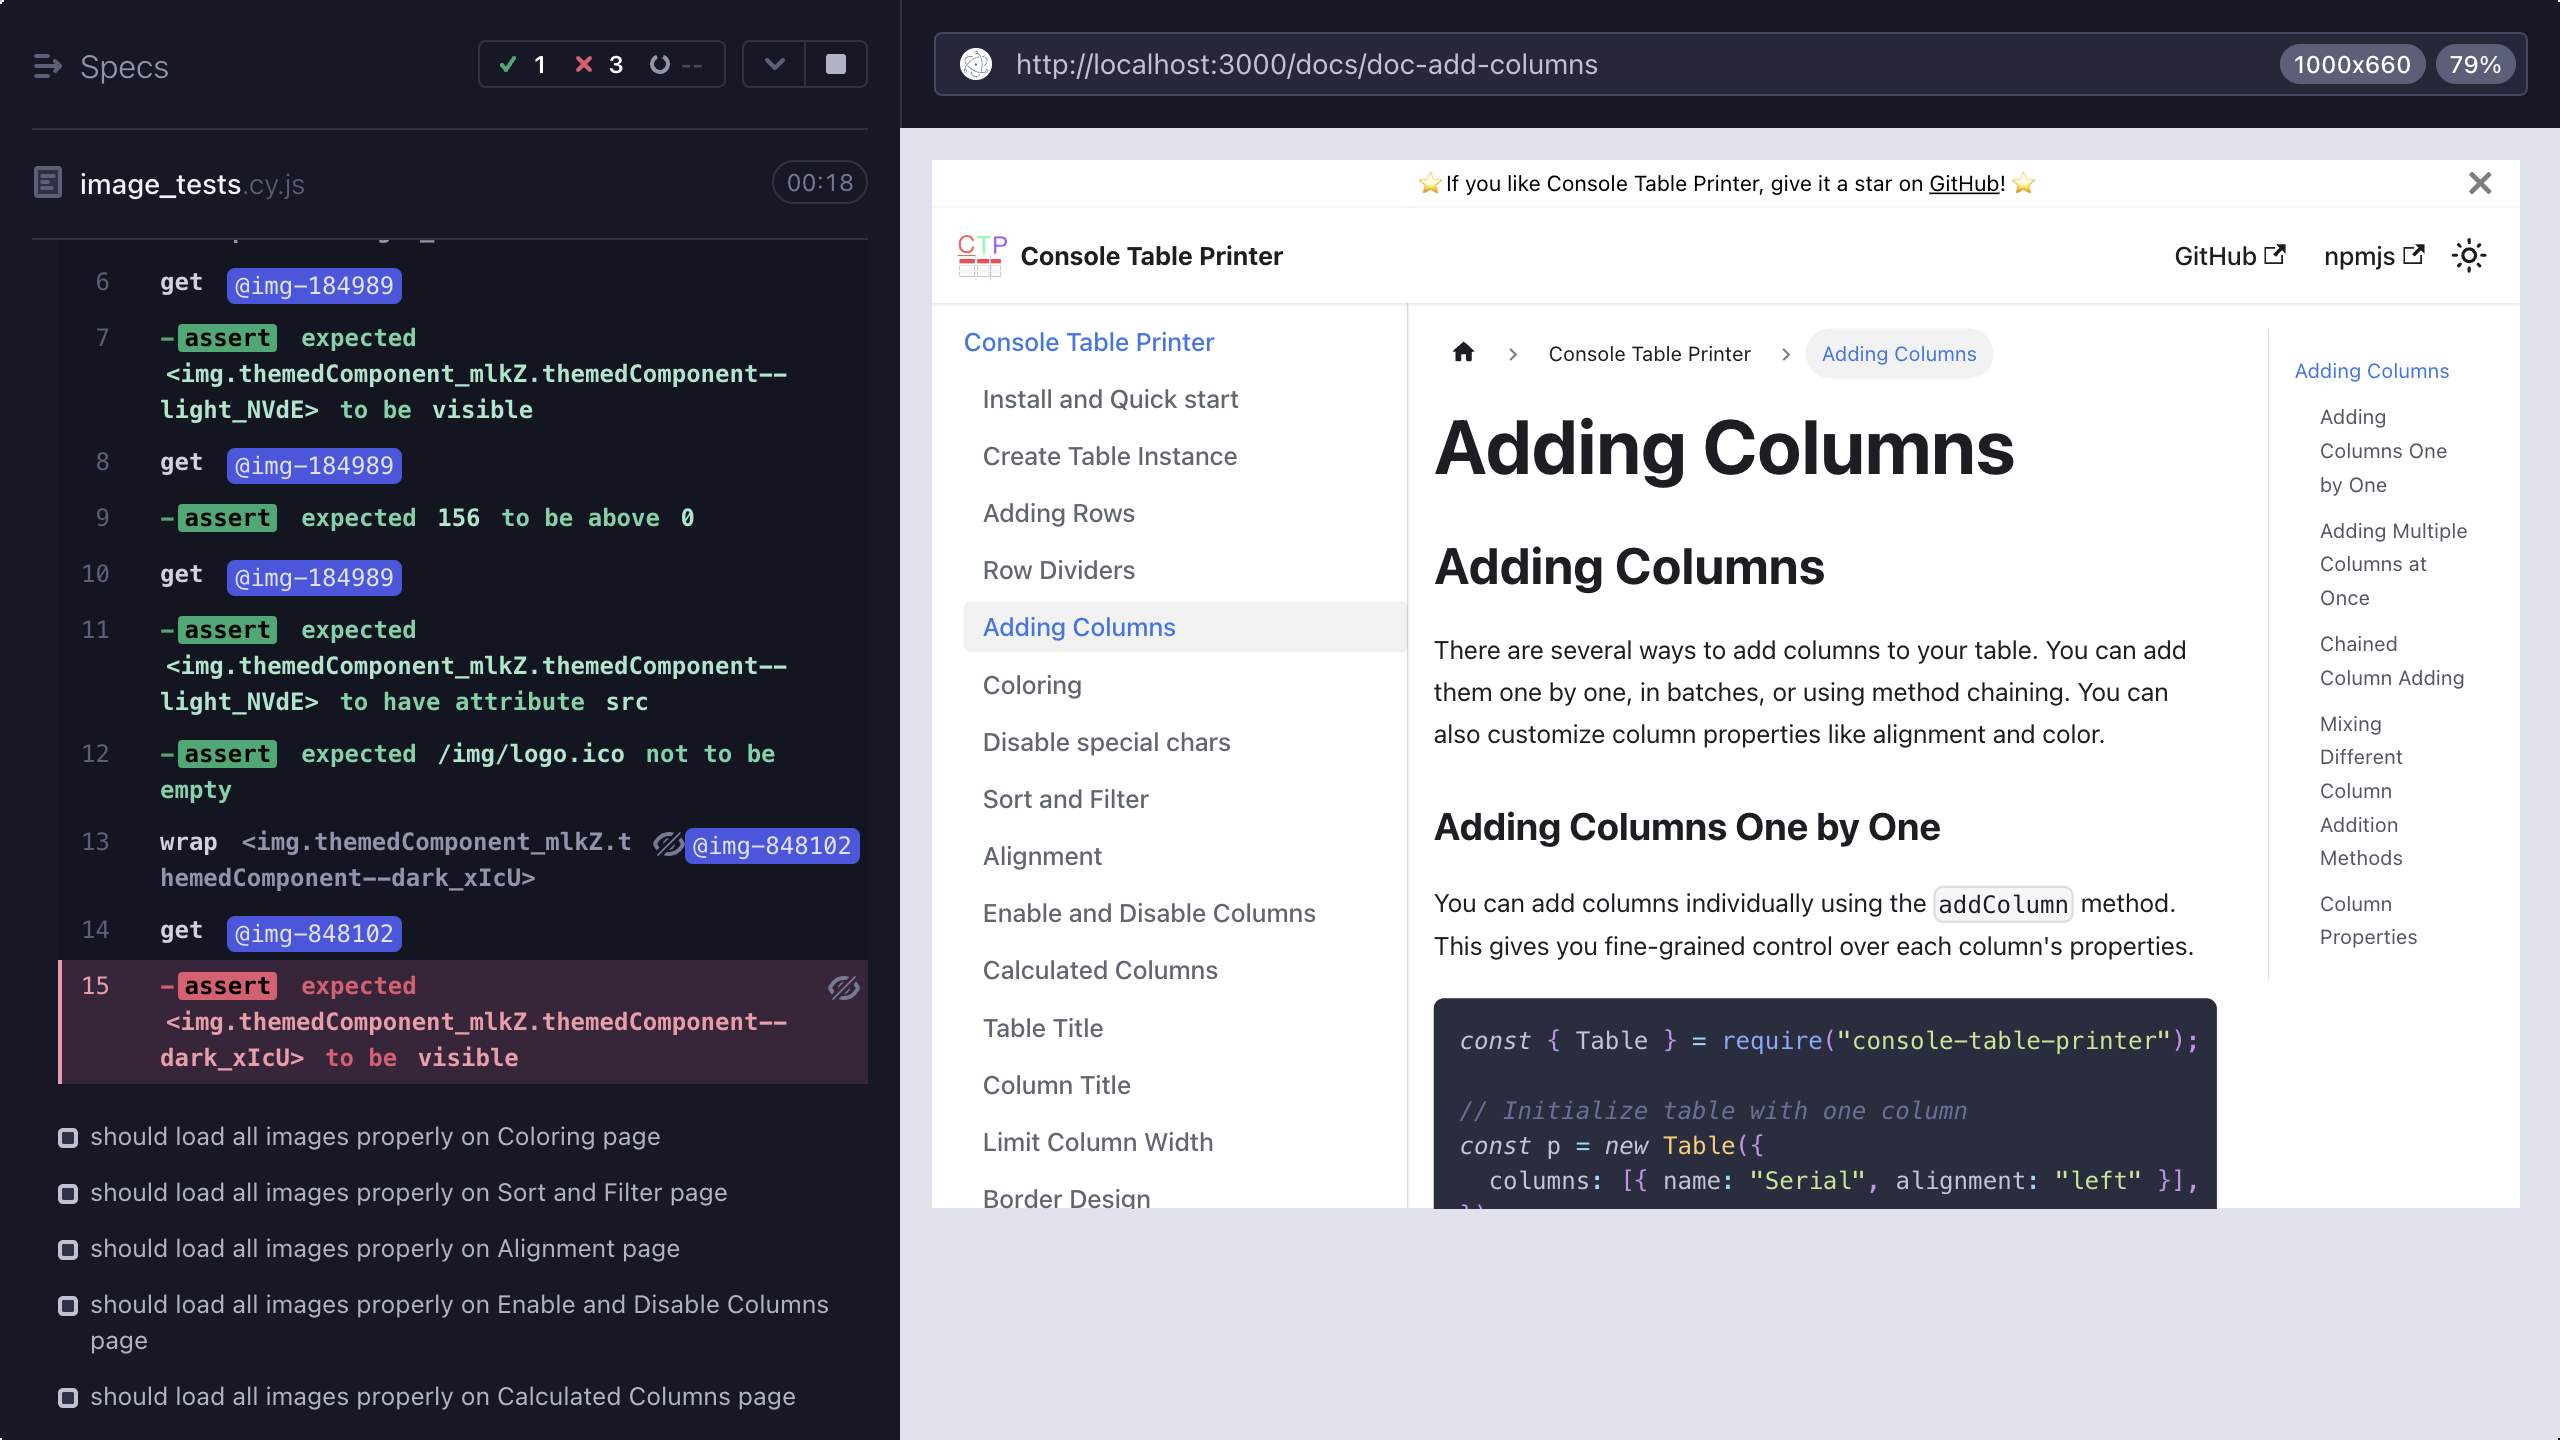 Specs
1
3
--
image_tests.cy.js
00:18
6 get @img-184989
7 -assert expected
<img.themedComponent_mlkZ.themedComponent--
light_NVdE> to be visible
8 get @img-184989
9 -assert expected 156 to be above 0
10 get @img-184989
11 -assert expected
<img.themedComponent_mlkZ.themedComponent--
light_NVdE> to have attribute src
12 -assert expected /img/logo.ico not to be
empty
13 wrap <img.themedComponent_mlkZ.t @img-848102
hemedComponent--dark_xIcU>
14 get @img-848102
15 -assert expected
<img.themedComponent_mlkZ.themedComponent--
dark_xIcU> to be visible
should load all images properly on Coloring page
should load all images properly on Sort and Filter page
should load all images properly on Alignment page
should load all images properly on Enable and Disable Columns
page
should load all images properly on Calculated Columns page
http://localhost:3000/docs/doc-add-columns
1000x660
79%
⭐️If you like Console Table Printer, give it a star on GitHub! ⭐️
CTP
Console Table Printer
GitHub
npmjs
Console Table Printer
Install and Quick start
Create Table Instance
Adding Rows
Row Dividers
Adding Columns
Coloring
Disable special chars
Sort and Filter
Alignment
Enable and Disable Columns
Calculated Columns
Table Title
Column Title
Limit Column Width
Border Design
Console Table Printer
Adding Columns
Adding Columns
Adding Columns
There are several ways to add columns to your table. You can add
them one by one, in batches, or using method chaining. You can
also customize column properties like alignment and color.
Adding Columns One by One
You can add columns individually using the addColumn method.
This gives you fine-grained control over each column's properties.
const { Table } = require("console-table-printer");
// Initialize table with one column
const p = new Table({
columns: [{ name: "Serial", alignment: "left" }],
Adding Columns
Adding
Columns One
by One
Adding Multiple
Columns at
Once
Chained
Column Adding
Mixing
Different
Column
Addition
Methods
Column
Properties